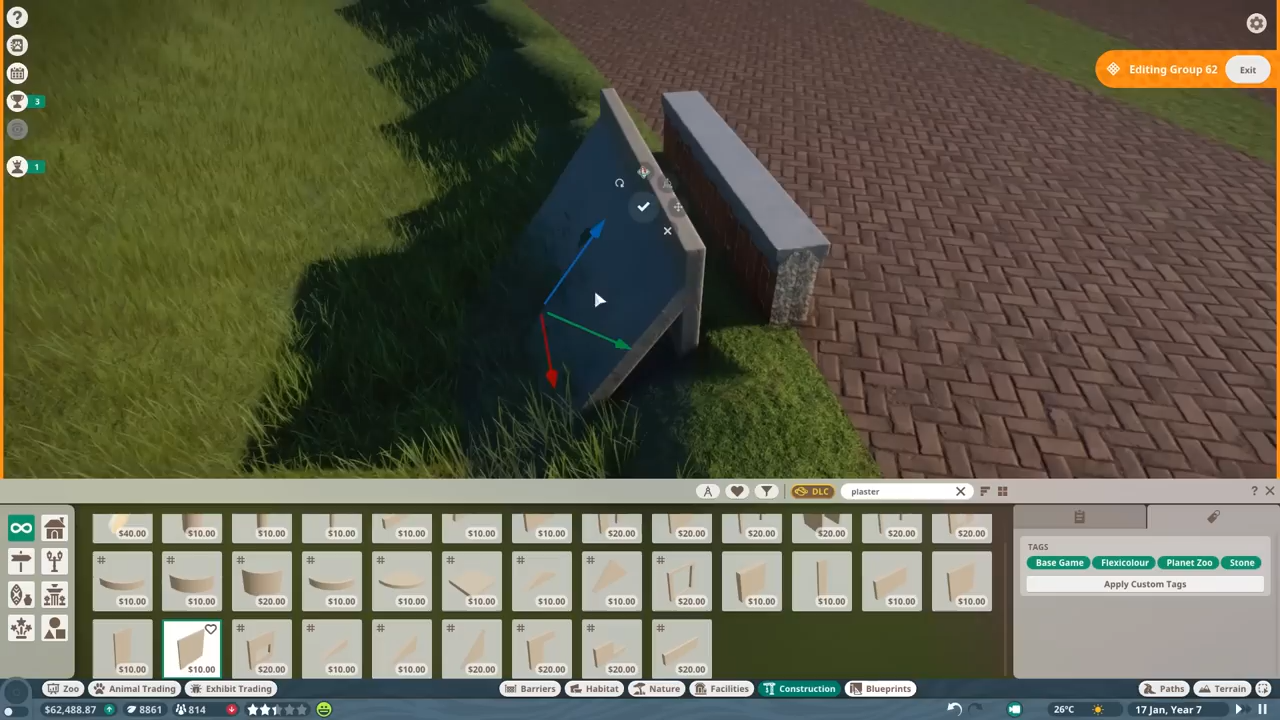 ?
Editing Group 62 Exit
3
1
DLC plaster
? ×
$40.00 $10.00 $10.00 $10.00 $10.00 $10.00 $10.00 $20.00 $20.00 $20.00 $20.00 $20.00 $10.00
$10.00 $10.00 $20.00 $10.00 $10.00 $10.00 $10.00 $10.00 $20.00 $10.00 $10.00 $10.00 $10.00
$10.00 $10.00 $20.00 $10.00 $10.00 $10.00 $20.00 $20.00 $20.00
TAGS
Base Game Flexicolour Planet Zoo Stone
Apply Custom Tags
Zoo Animal Trading Exhibit Trading Barriers Habitat Nature Facilities Construction Blueprints Paths Terrain
$62,488.87 8861 814 26°C 17 Jan, Year 7